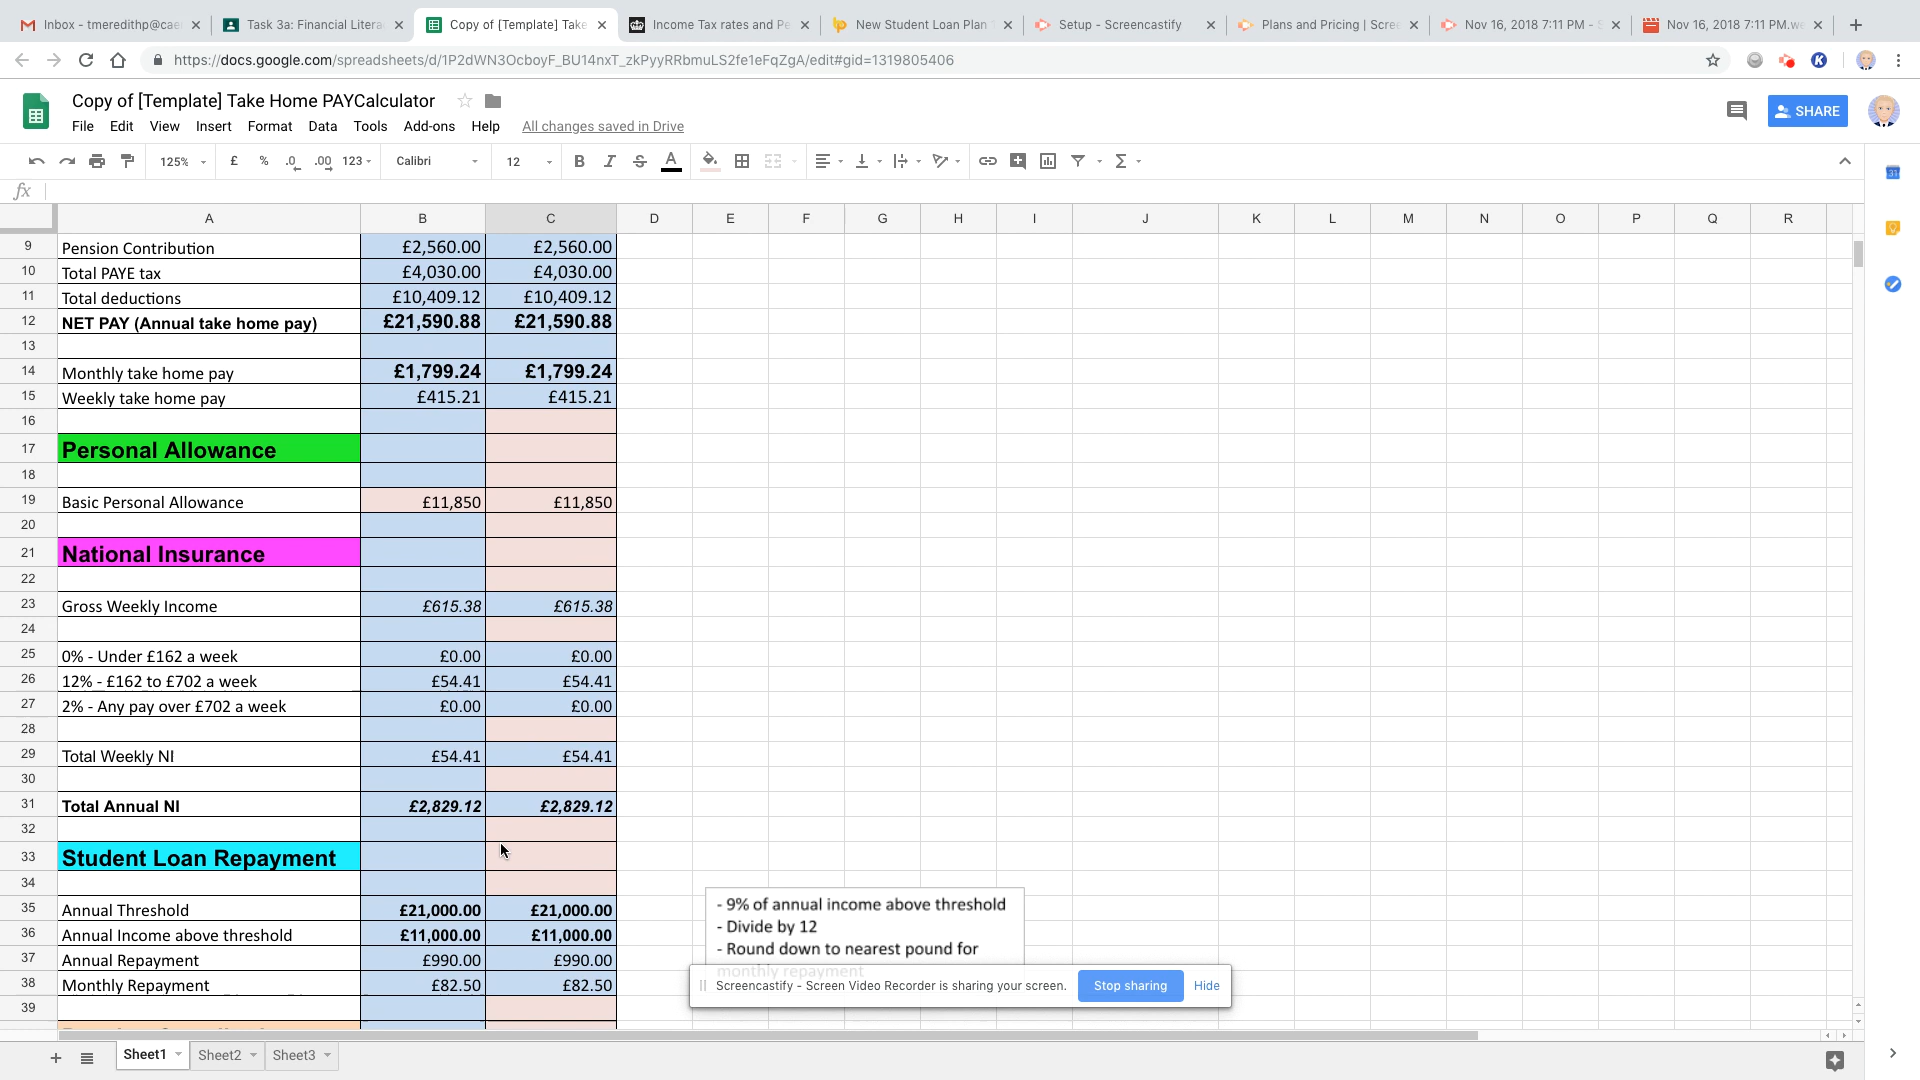 Inbox - tmeredithp@cae
Task 3a: Financial Litera
Copy of [Template] Take
Income Tax rates and Pe
New Student Loan Plan
Setup - Screencastify
Plans and Pricing | Scre
Nov 16, 2018 7:11 PM - S
Nov 16, 2018 7:11 PM.we
https://docs.google.com/spreadsheets/d/1P2dWN3OcboyF_BU14nxT_zkPyyRRbmuLS2fe1eFqZgA/edit#gid=1319805406
Copy of [Template] Take Home PAYCalculator
SHARE
File Edit View Insert Format Data Tools Add-ons Help All changes saved in Drive
125% £ % .0 .00 123 Calibri 12 B I S A
fx
A B C D E F G H I J K L M N O P Q R
9 Pension Contribution £2,560.00 £2,560.00
10 Total PAYE tax £4,030.00 £4,030.00
11 Total deductions £10,409.12 £10,409.12
12 NET PAY (Annual take home pay) £21,590.88 £21,590.88
13
14 Monthly take home pay £1,799.24 £1,799.24
15 Weekly take home pay £415.21 £415.21
16
17 Personal Allowance
18
19 Basic Personal Allowance £11,850 £11,850
20
21 National Insurance
22
23 Gross Weekly Income £615.38 £615.38
24
25 0% - Under £162 a week £0.00 £0.00
26 12% - £162 to £702 a week £54.41 £54.41
27 2% - Any pay over £702 a week £0.00 £0.00
28
29 Total Weekly NI £54.41 £54.41
30
31 Total Annual NI £2,829.12 £2,829.12
32
33 Student Loan Repayment
34
35 Annual Threshold £21,000.00 £21,000.00
36 Annual Income above threshold £11,000.00 £11,000.00
37 Annual Repayment £990.00 £990.00
38 Monthly Repayment £82.50 £82.50
39
- 9% of annual income above threshold
- Divide by 12
- Round down to nearest pound for
monthly repayment
Screencastify - Screen Video Recorder is sharing your screen. Stop sharing Hide
Sheet1 Sheet2 Sheet3